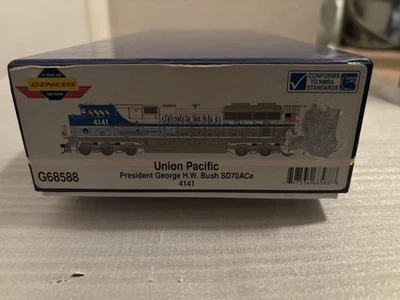 GENESIS
CONFORMS
TO NMRA
STANDARDS
4141
GEORGE BUSH 41
Union Pacific
President George H.W. Bush SD70ACe
4141
G68588